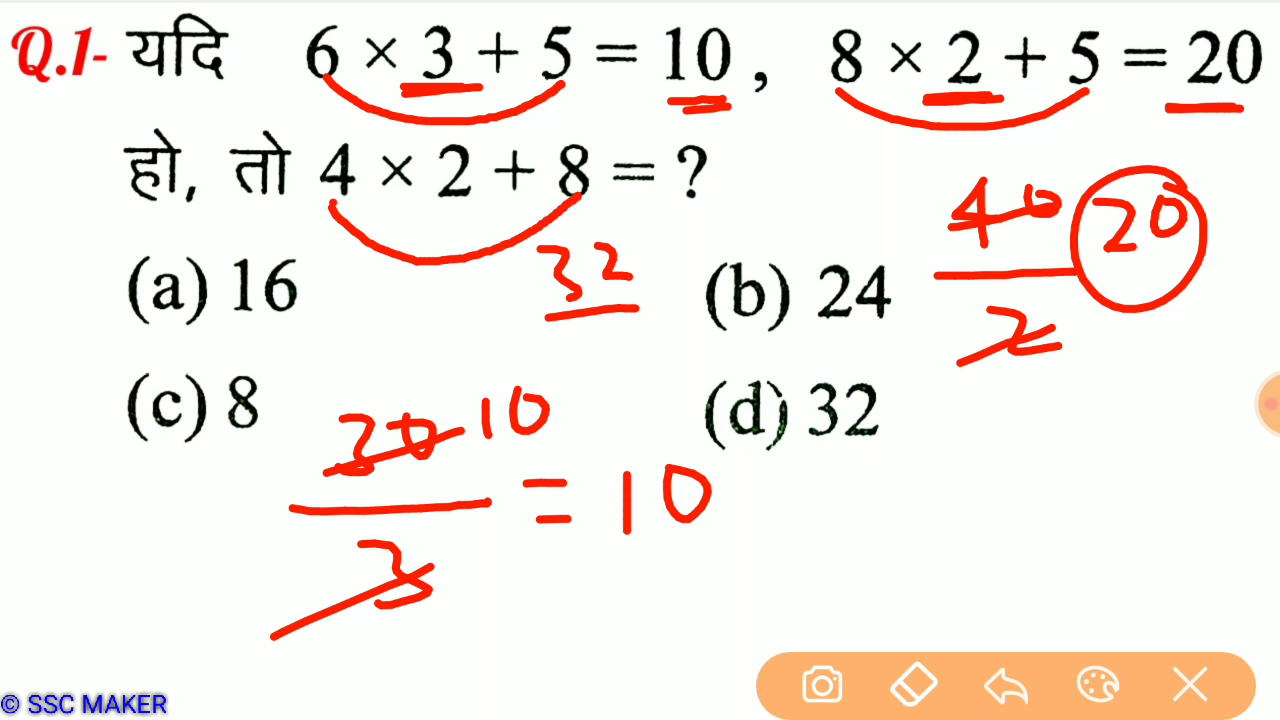 Q.1- यदि 6 × 3 + 5 = 10 , 8 × 2 + 5 = 20
हो, तो 4 × 2 + 8 = ?
40 20
32
(a) 16 (b) 24
2
(c) 8 (d) 32
30 10
= 10
3
© SSC MAKER